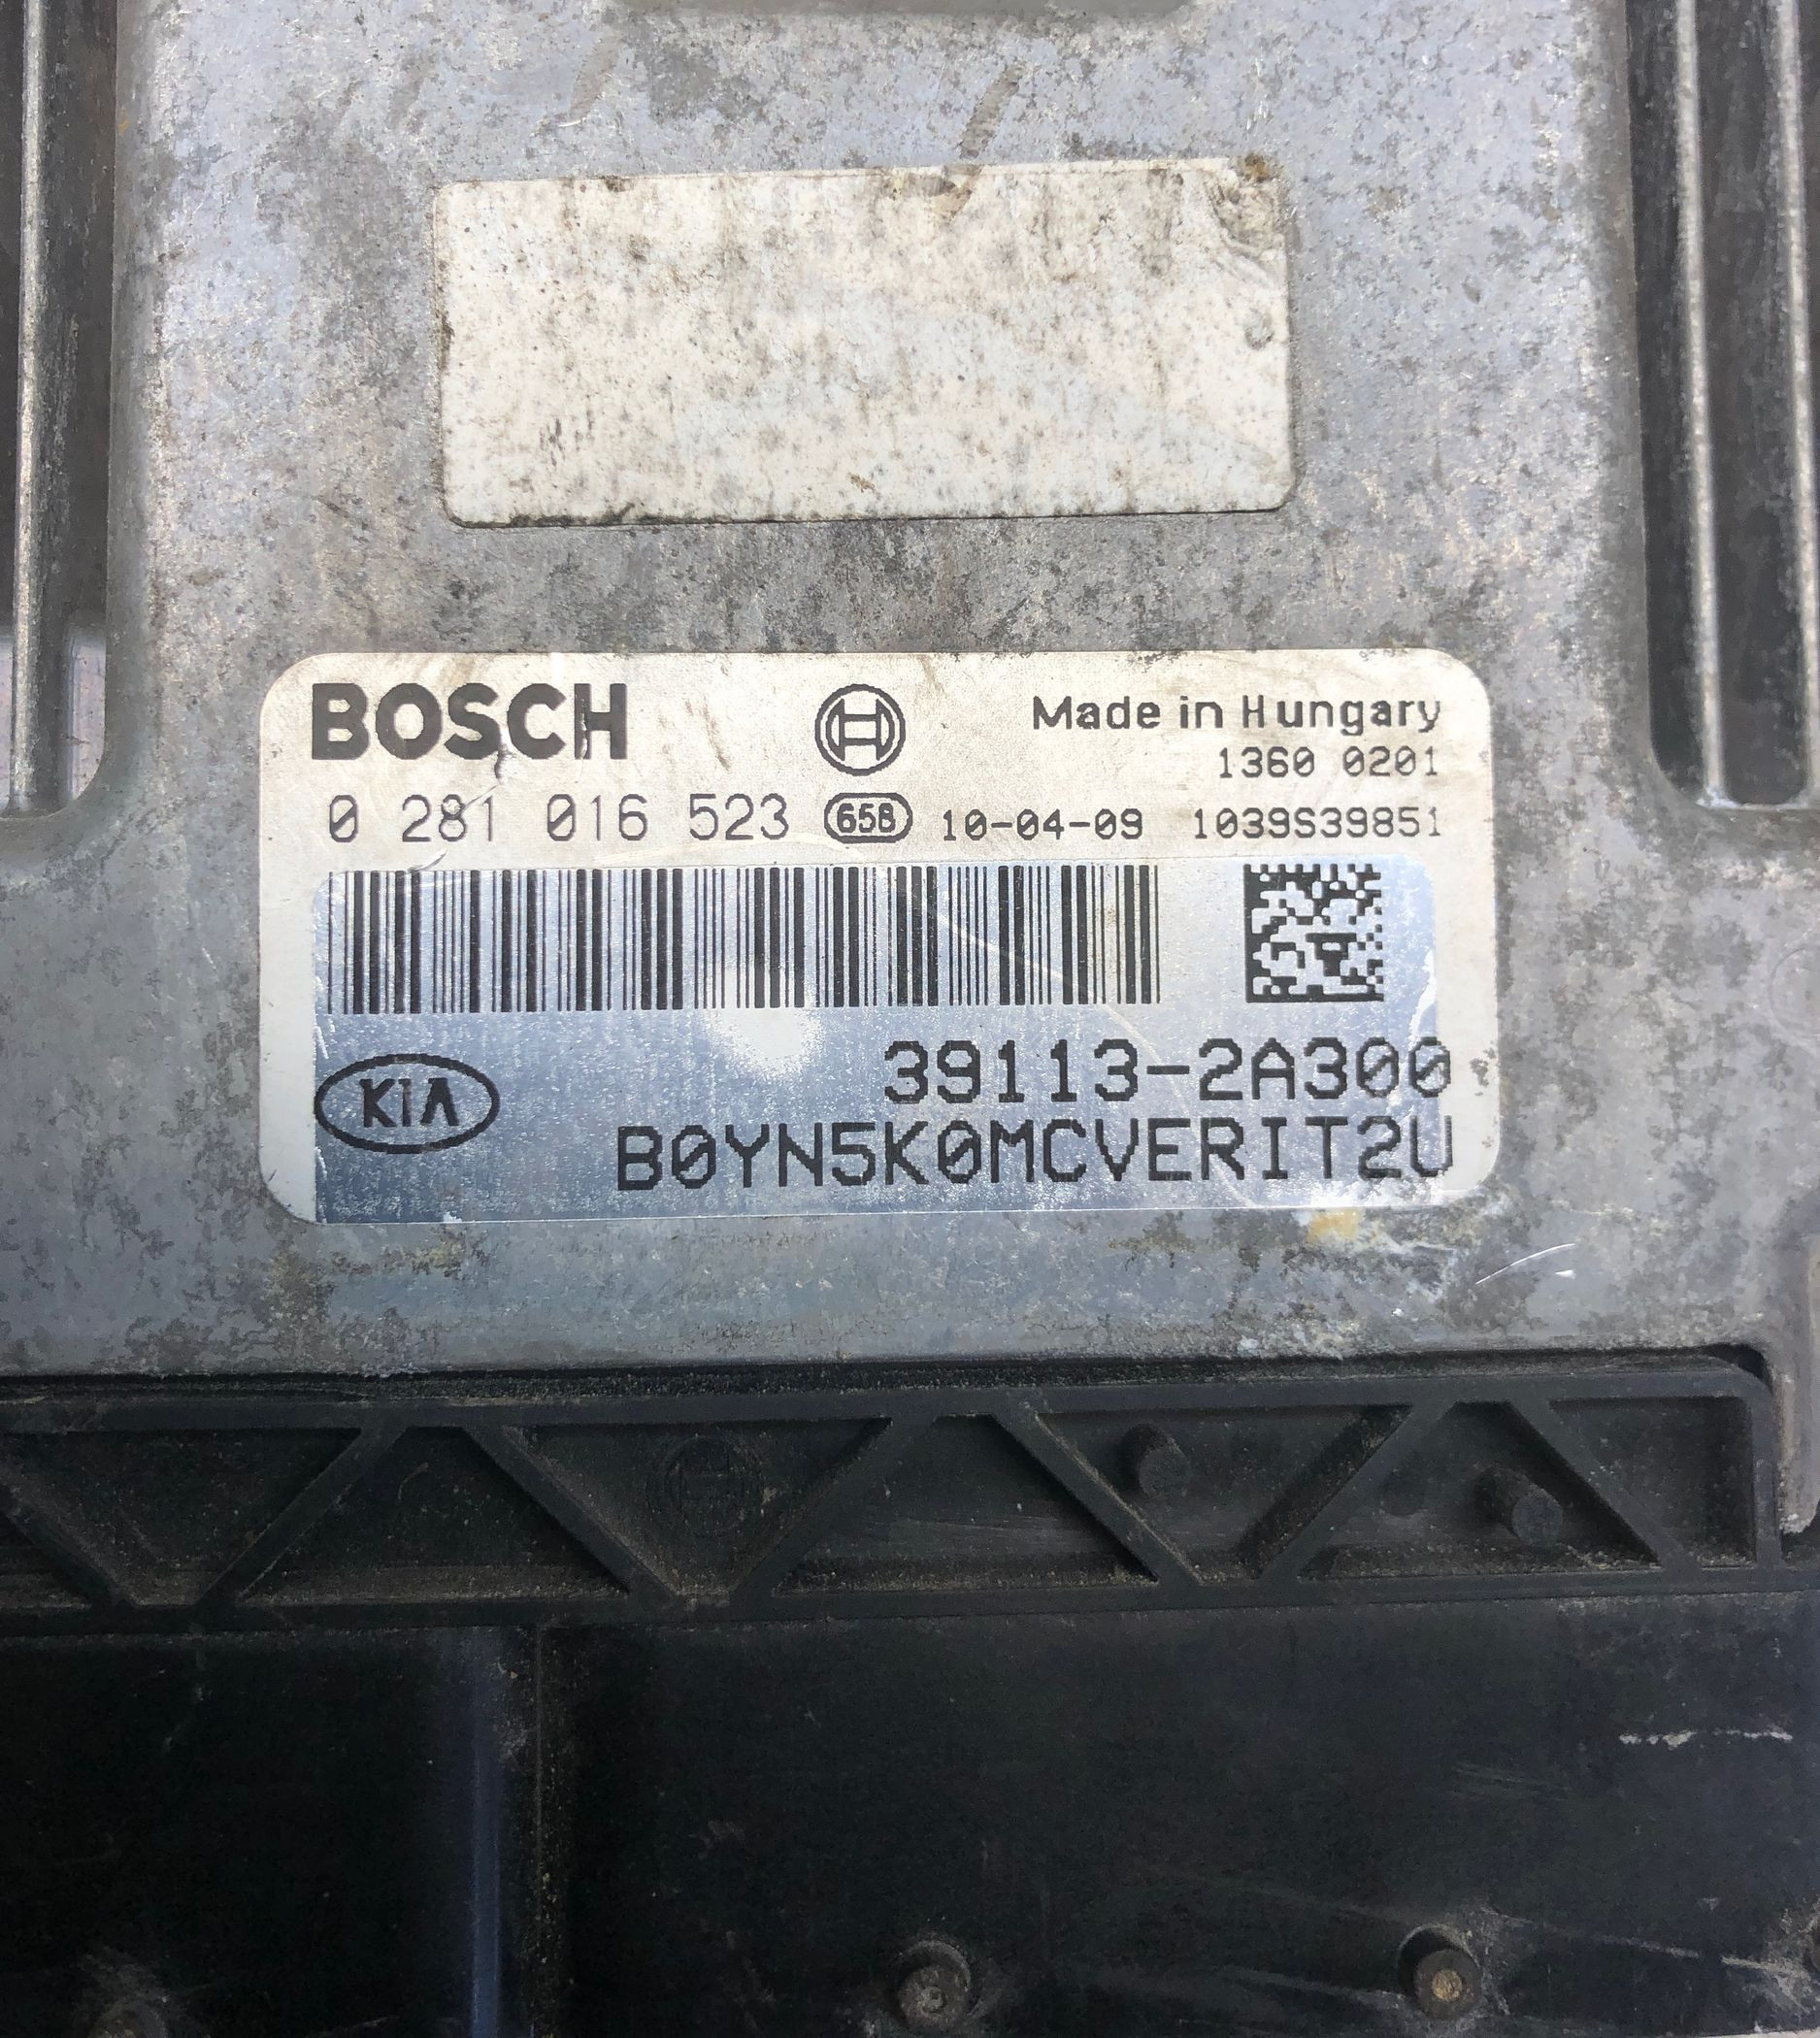 BOSCH
Made in Hungary
1360 0201
0 281 016 523 658 10-04-09 1039S39851
KIA
39113-2A300
B0YN5K0MCVERIT2U